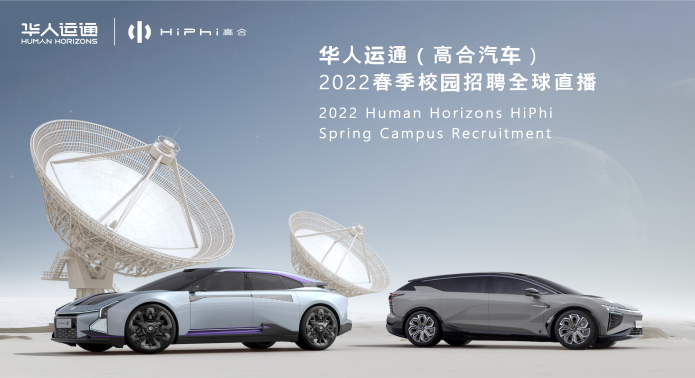 华人运通
HUMAN HORIZONS
HiPhi高合
华人运通（高合汽车）
2022春季校园招聘全球直播
2022 Human Horizons HiPhi
Spring Campus Recruitment